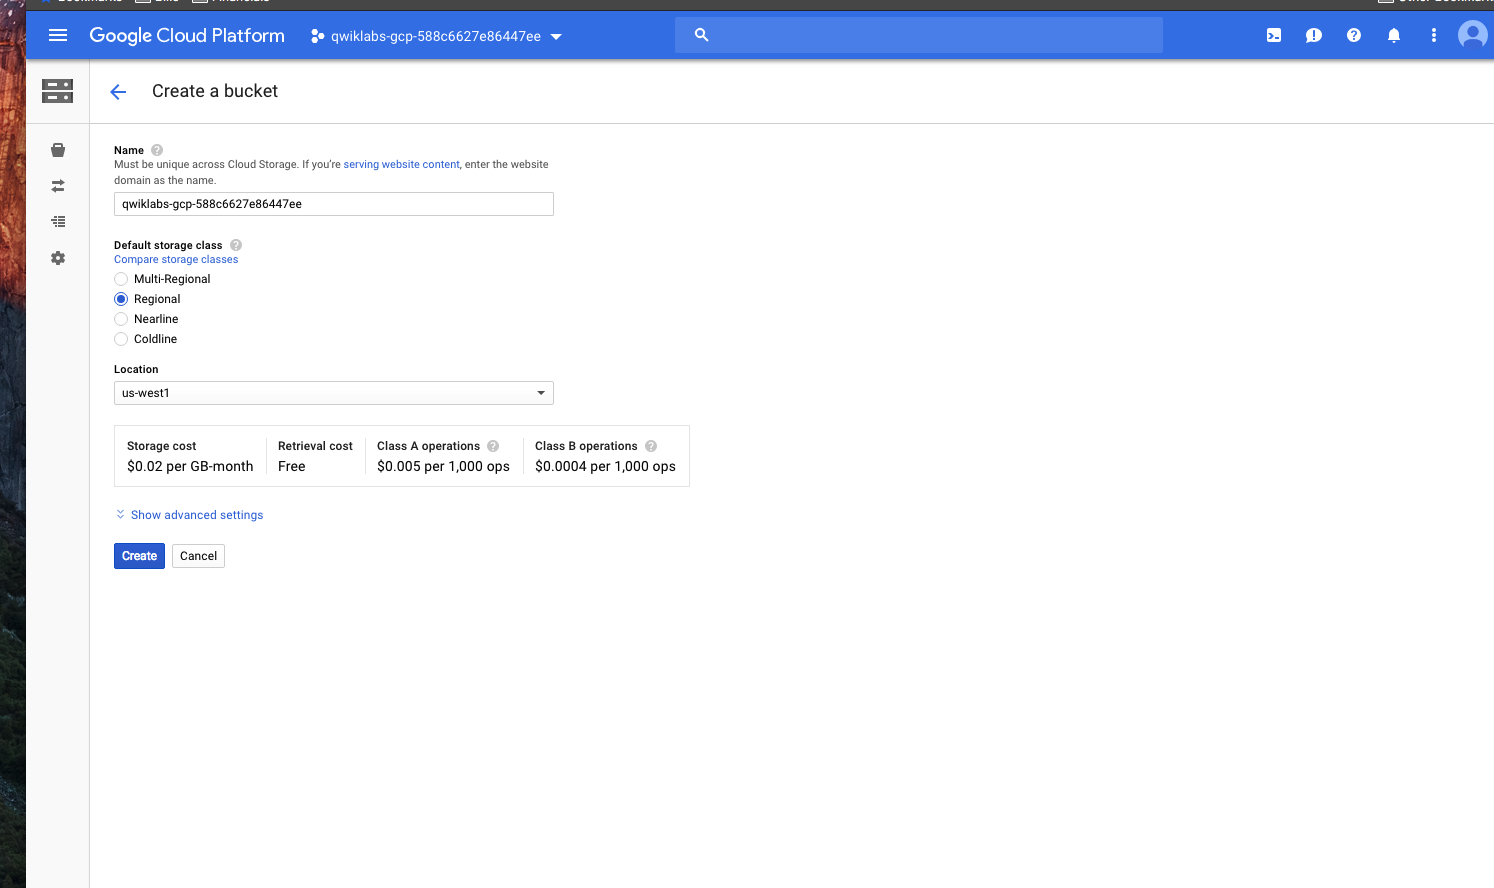 Google Cloud Platform
qwiklabs-gcp-588c6627e86447ee
Create a bucket
Name
Must be unique across Cloud Storage. If you're serving website content, enter the website
domain as the name.
qwiklabs-gcp-588c6627e86447ee
Default storage class
Compare storage classes
Multi-Regional
Regional
Nearline
Coldline
Location
us-west1
Storage cost
$0.02 per GB-month
Retrieval cost
Free
Class A operations
$0.005 per 1,000 ops
Class B operations
$0.0004 per 1,000 ops
Show advanced settings
Create
Cancel